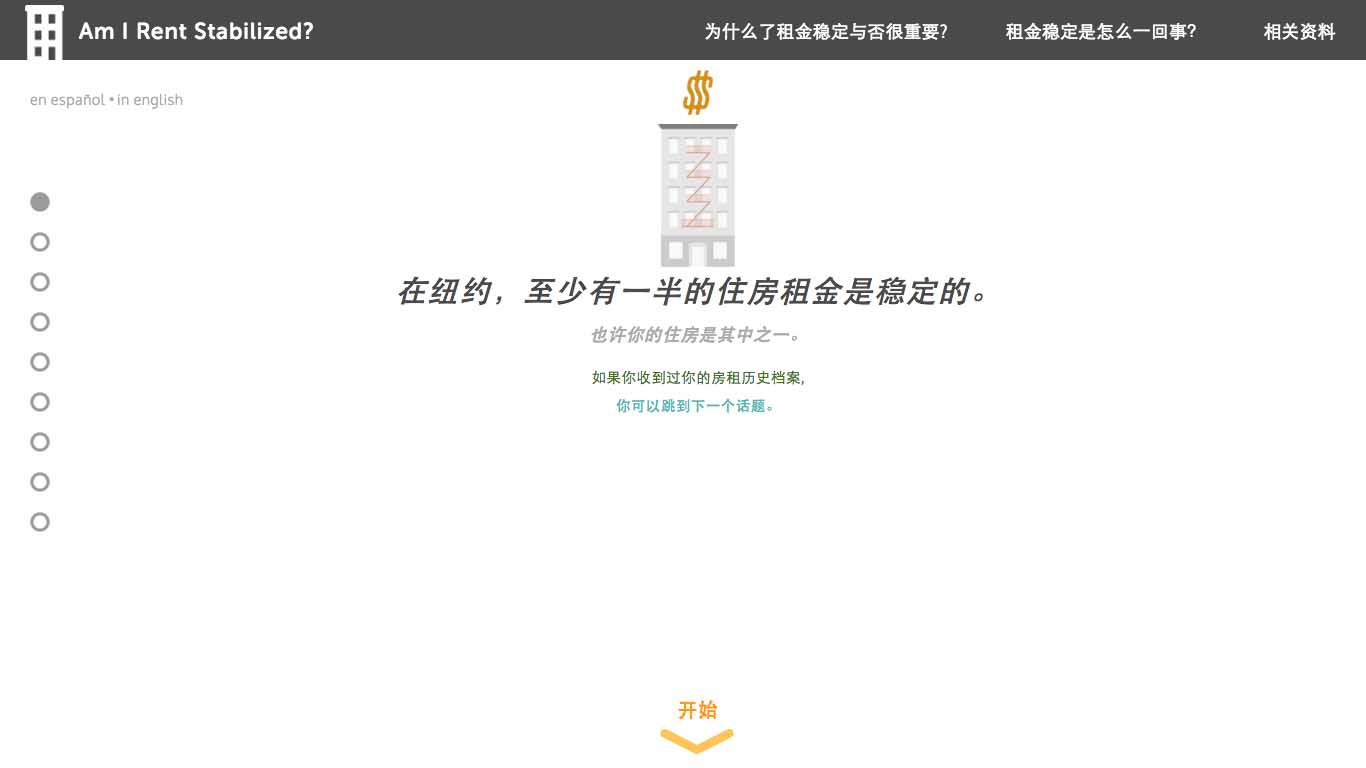 Am I Rent Stabilized?
为什么了租金稳定与否很重要?
租金稳定是怎么一回事?
相关资料
en español • in english
$$$
在纽约，至少有一半的住房租金是稳定的。
也许你的住房是其中之一。
如果你收到过你的房租历史档案,
你可以跳到下一个话题。
开始